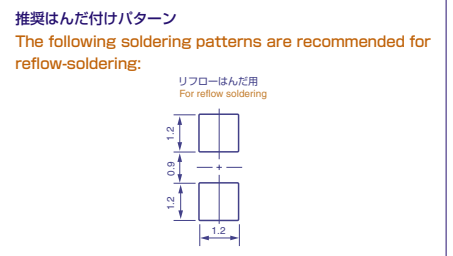 推奨はんだ付けパターン
The following soldering patterns are recommended for
reflow-soldering:
リフローはんだ用
For reflow soldering
1.2
0.9
1.2
1.2